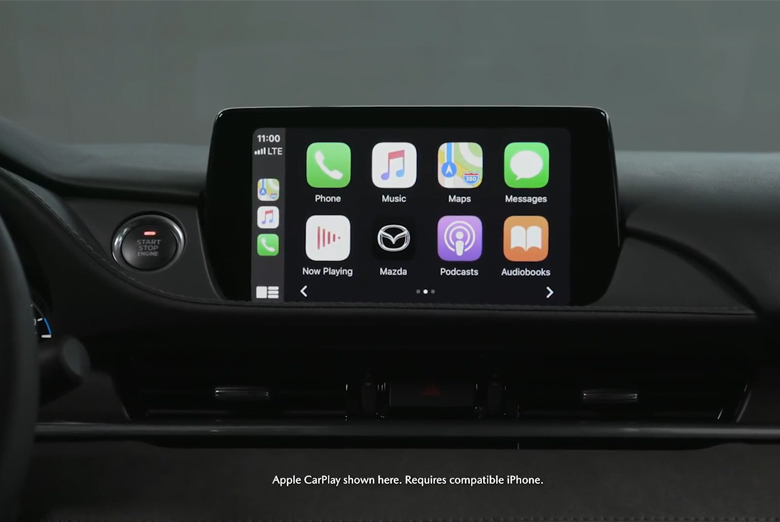 11:00
LTE
Phone
Music
Maps
Messages
280
START
STOP
ENGINE
Now Playing
Mazda
Podcasts
Audiobooks
Apple CarPlay shown here. Requires compatible iPhone.